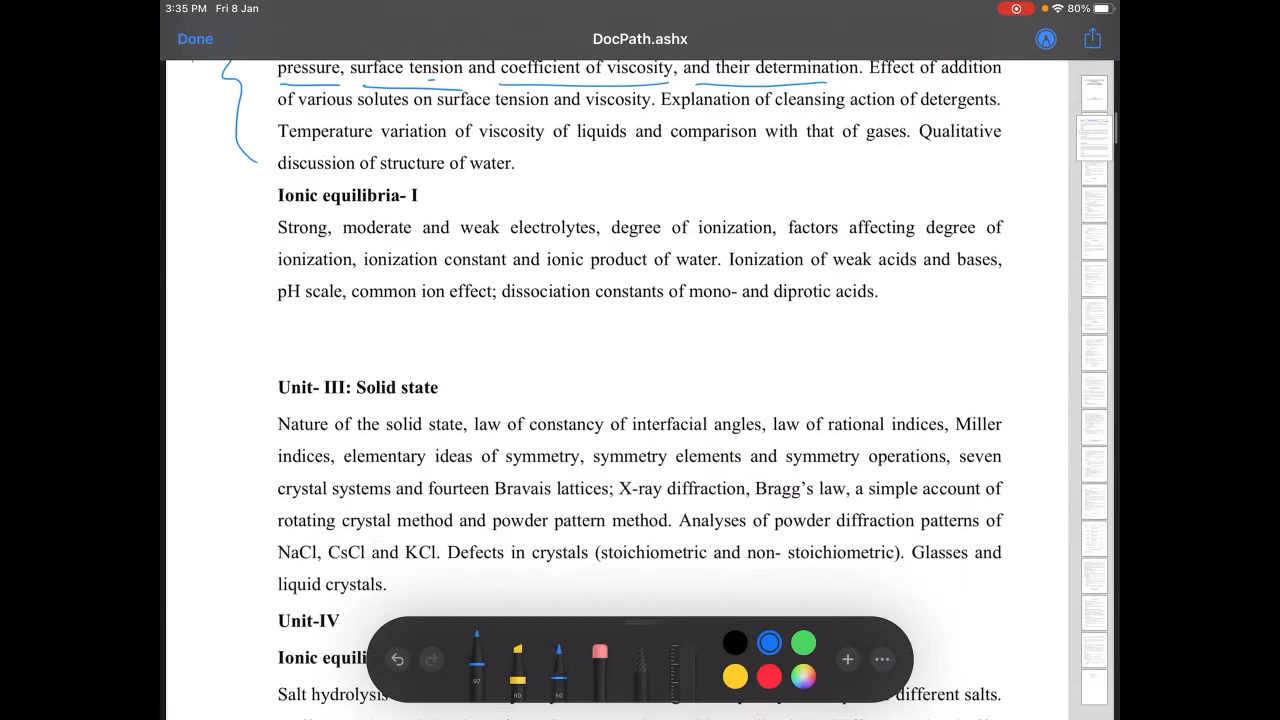 3:35 PM Fri 8 Jan 80%
Done DocPath.ashx
pressure, surface tension and coefficient of viscosity, and their determination. Effect of addition
of various solutes on surface tension and viscosity. Explanation of cleansing action of detergents.
Temperature variation of viscosity of liquids and comparison with that of gases. Qualitative
discussion of structure of water.
Ionic equilibria
Strong, moderate and weak electrolytes, degree of ionization, factors affecting degree of
ionization, ionization constant and ionic product of water. Ionization of weak acids and bases,
pH scale, common ion effect; dissociation constants of mono and diprotic acids.
Unit- III: Solid state
Nature of the solid state, law of constancy of interfacial angles, law of rational indices, Miller
indices, elementary ideas of symmetry, symmetry elements and symmetry operations, seven
crystal systems and fourteen Bravais lattices; X-ray diffraction, Bragg's law, a simple account of
rotating crystal method and powder pattern method. Analysis of powder diffraction patterns of
NaCl, CsCl and KCl. Defects in crystals (stoichiometric and non- stoichiometric). Glasses and
liquid crystals.
Unit IV
80
Salt hydrolysis different salts.